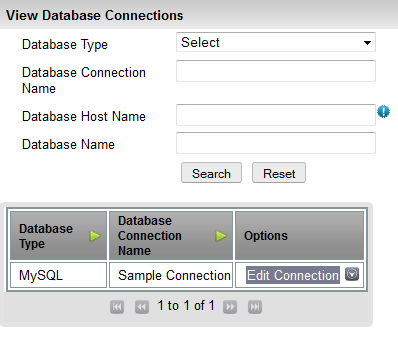 View Database Connections
Database Type
Select
Database Connection
Name
Database Host Name
Database Name
Search
Reset
Database
Type
Database
Connection
Name
Options
MySQL
Sample Connection
Edit Connection
1 to 1 of 1